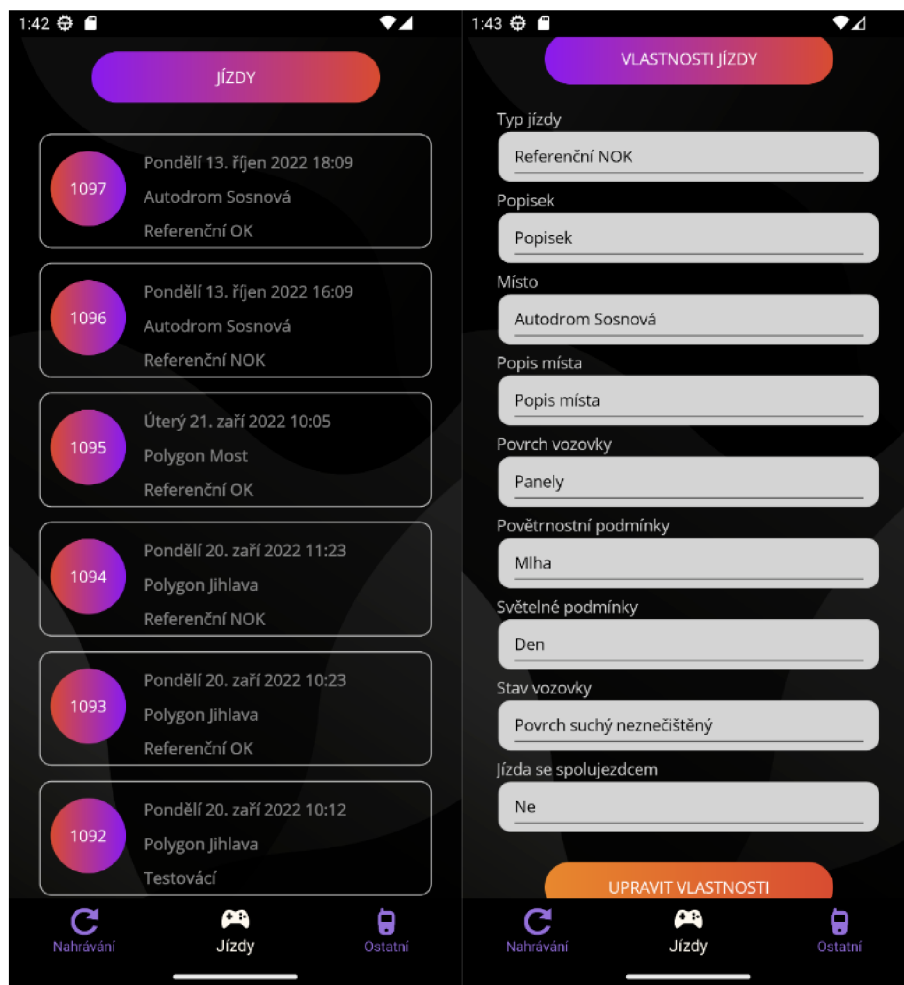 1:42
JÍZDY
1097
Pondělí 13. říjen 2022 18:09
Autodrom Sosnová
Referenční OK
1096
Pondělí 13. říjen 2022 16:09
Autodrom Sosnová
Referenční NOK
1095
Úterý 21. zaří 2022 10:05
Polygon Most
Referenční OK
1094
Pondělí 20. zaří 2022 11:23
Polygon Jihlava
Referenční NOK
1093
Pondělí 20. zaří 2022 10:23
Polygon Jihlava
Referenční OK
1092
Pondělí 20. zaří 2022 10:12
Polygon Jihlava
Testovácí
Nahrávání
Jízdy
Ostatní
1:43
VLASTNOSTI JÍZDY
Typ jízdy
Referenční NOK
Popisek
Popisek
Místo
Autodrom Sosnová
Popis místa
Popis místa
Povrch vozovky
Panely
Povětrnostní podmínky
Mlha
Světelné podmínky
Den
Stav vozovky
Povrch suchý neznečištěný
Jízda se spolujezdcem
Ne
UPRAVIT VLASTNOSTI
Nahrávání
Jízdy
Ostatní